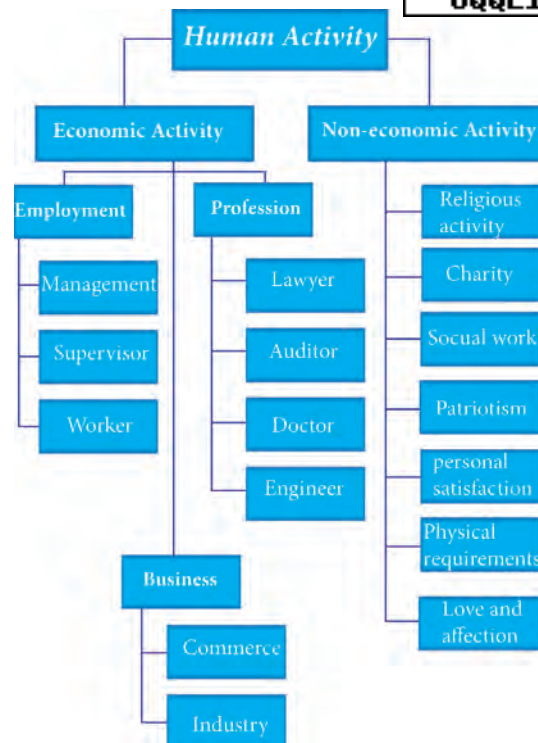 Human Activity
Economic Activity
Non-economic Activity
Employment
Management
Supervisor
Worker
Profession
Lawyer
Auditor
Doctor
Engineer
Business
Commerce
Industry
Religious
activity
Charity
Socual work
Patriotism
personal
satisfaction
Physical
requirements
Love and
affection